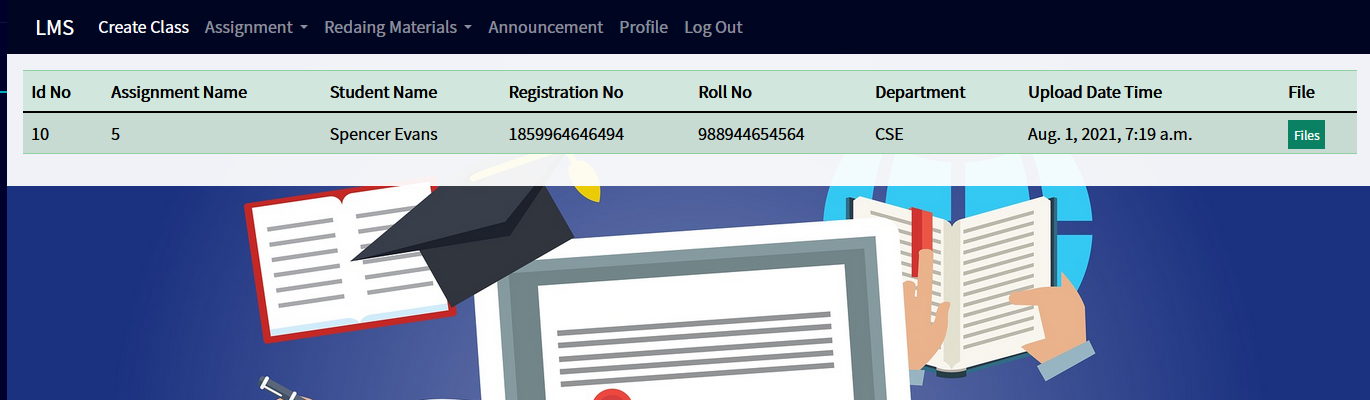 LMS Create Class Assignment Redaing Materials Announcement Profile Log Out
Id No Assignment Name Student Name Registration No Roll No Department Upload Date Time File
10 5 Spencer Evans 1859964646494 988944654564 CSE Aug. 1, 2021, 7:19 a.m. Files